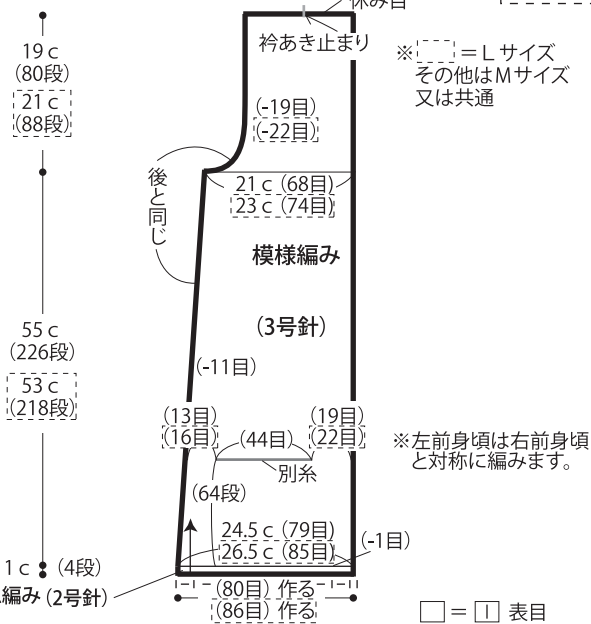 休み目
衿あき止まり
19c
(80段)
21c
(88段)
※ =Lサイズ
その他はMサイズ
又は共通
(-19目)
(-22目)
後と同じ
21c (68目)
23c (74目)
模様編み
(3号針)
55c
(226段)
53c
(218段)
(-11目)
(13目)
(16目)
(44目)
(19目)
(22目)
別糸
※左前身頃は右前身頃
と対称に編みます。
(64段)
24.5c (79目)
26.5c (85目)
(-1目)
1c (4段)
編み (2号針)
(80目) 作る
(86目) 作る
□=|表目